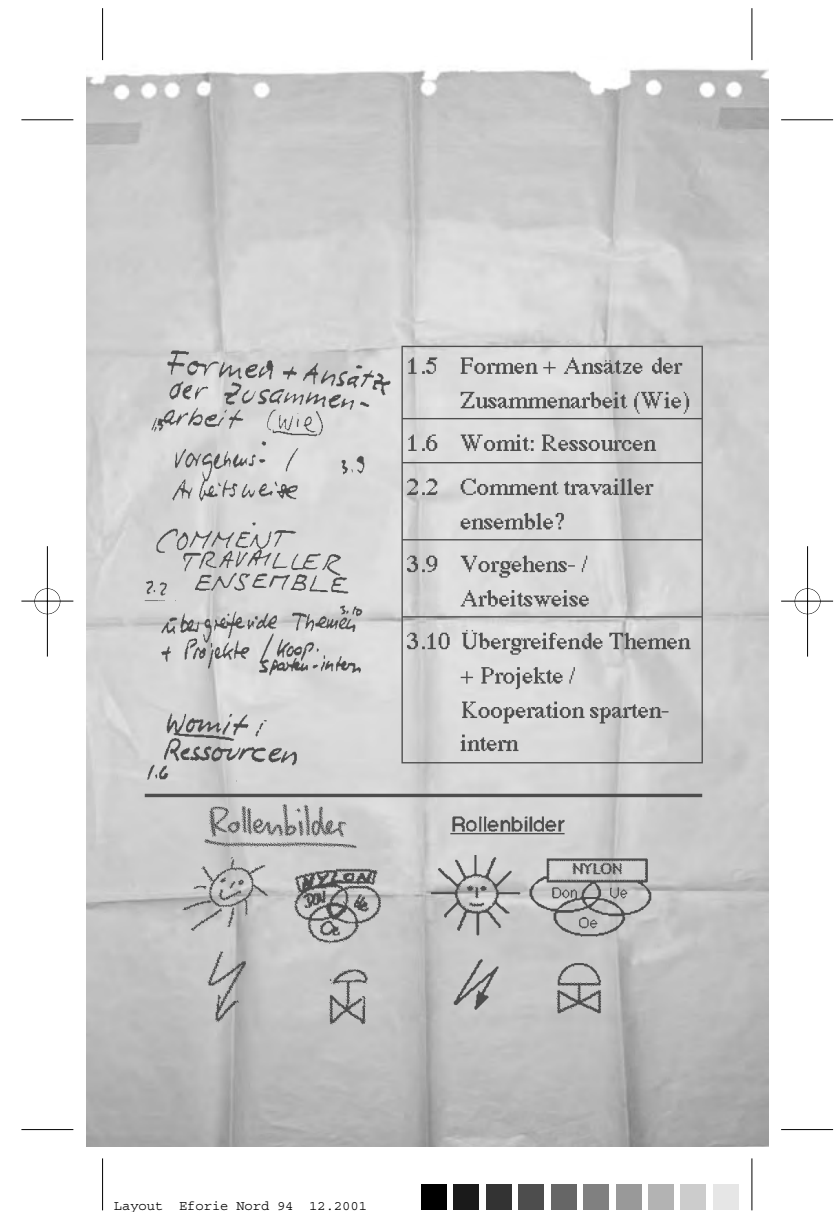 Formen + Ansätze
der Zusammen-
arbeit (Wie)
1.5
Vorgehens- /
3.9
Arbeitsweise
COMMENT
TRAVAILLER
2.2 ENSEMBLE
übergreifende Themen
3.10
+ Projekte / Koop.
sparten-intern
Womit:
Ressourcen
1.6
1.5 Formen + Ansätze der
Zusammenarbeit (Wie)
1.6 Womit: Ressourcen
2.2 Comment travailler
ensemble?
3.9 Vorgehens- /
Arbeitsweise
3.10 Übergreifende Themen
+ Projekte /
Kooperation sparten-
intern
Rollenbilder
NYLON
DON Ue
Oe
Rollenbilder
NYLON
Don Ue
Oe
Layout Eforie Nord 94 12.2001